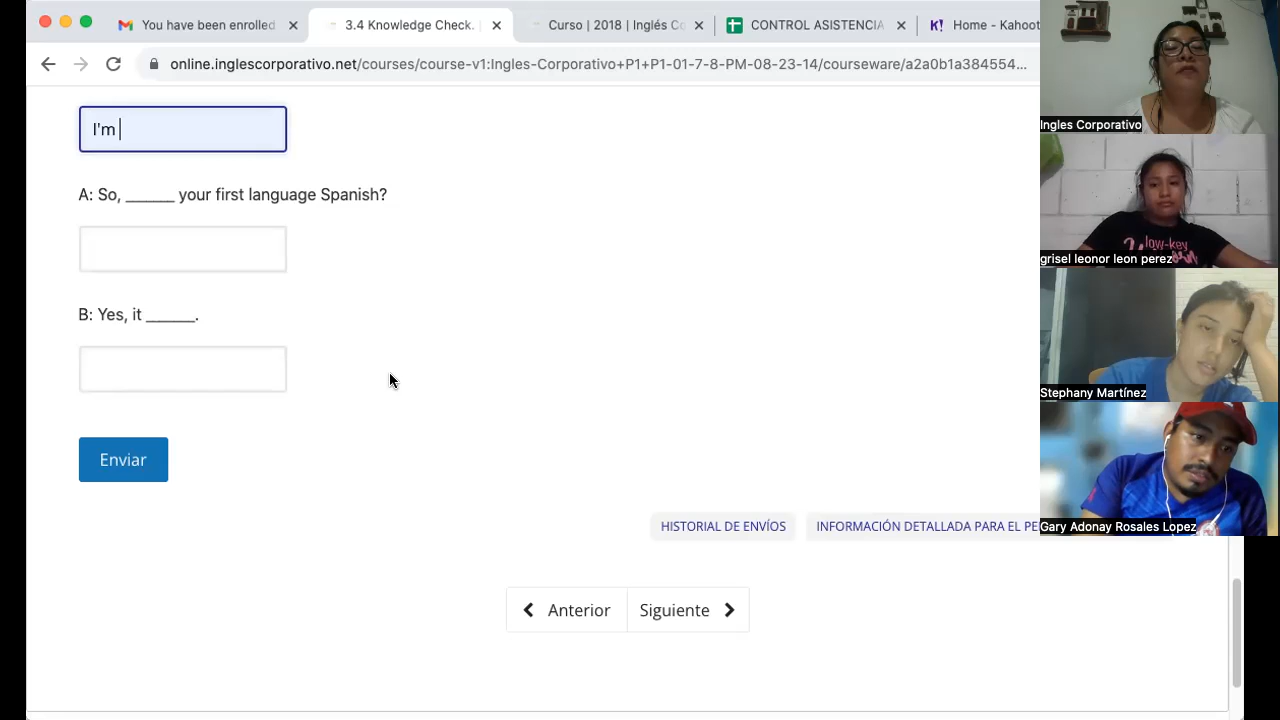 You have been enrolled
3.4 Knowledge Check.
Curso | 2018 | Inglés Co
CONTROL ASISTENCIA
K! Home - Kahoot
online.inglescorporativo.net/courses/course-v1:Ingles-Corporativo+P1+P1-01-7-8-PM-08-23-14/courseware/a2a0b1a384554...
I'm
A: So, ______ your first language Spanish?
B: Yes, it ______.
Enviar
HISTORIAL DE ENVÍOS
INFORMACIÓN DETALLADA PARA EL PE
Anterior
Siguiente
Ingles Corporativo
low-key
grisel leonor leon perez
Stephany Martínez
Gary Adonay Rosales Lopez